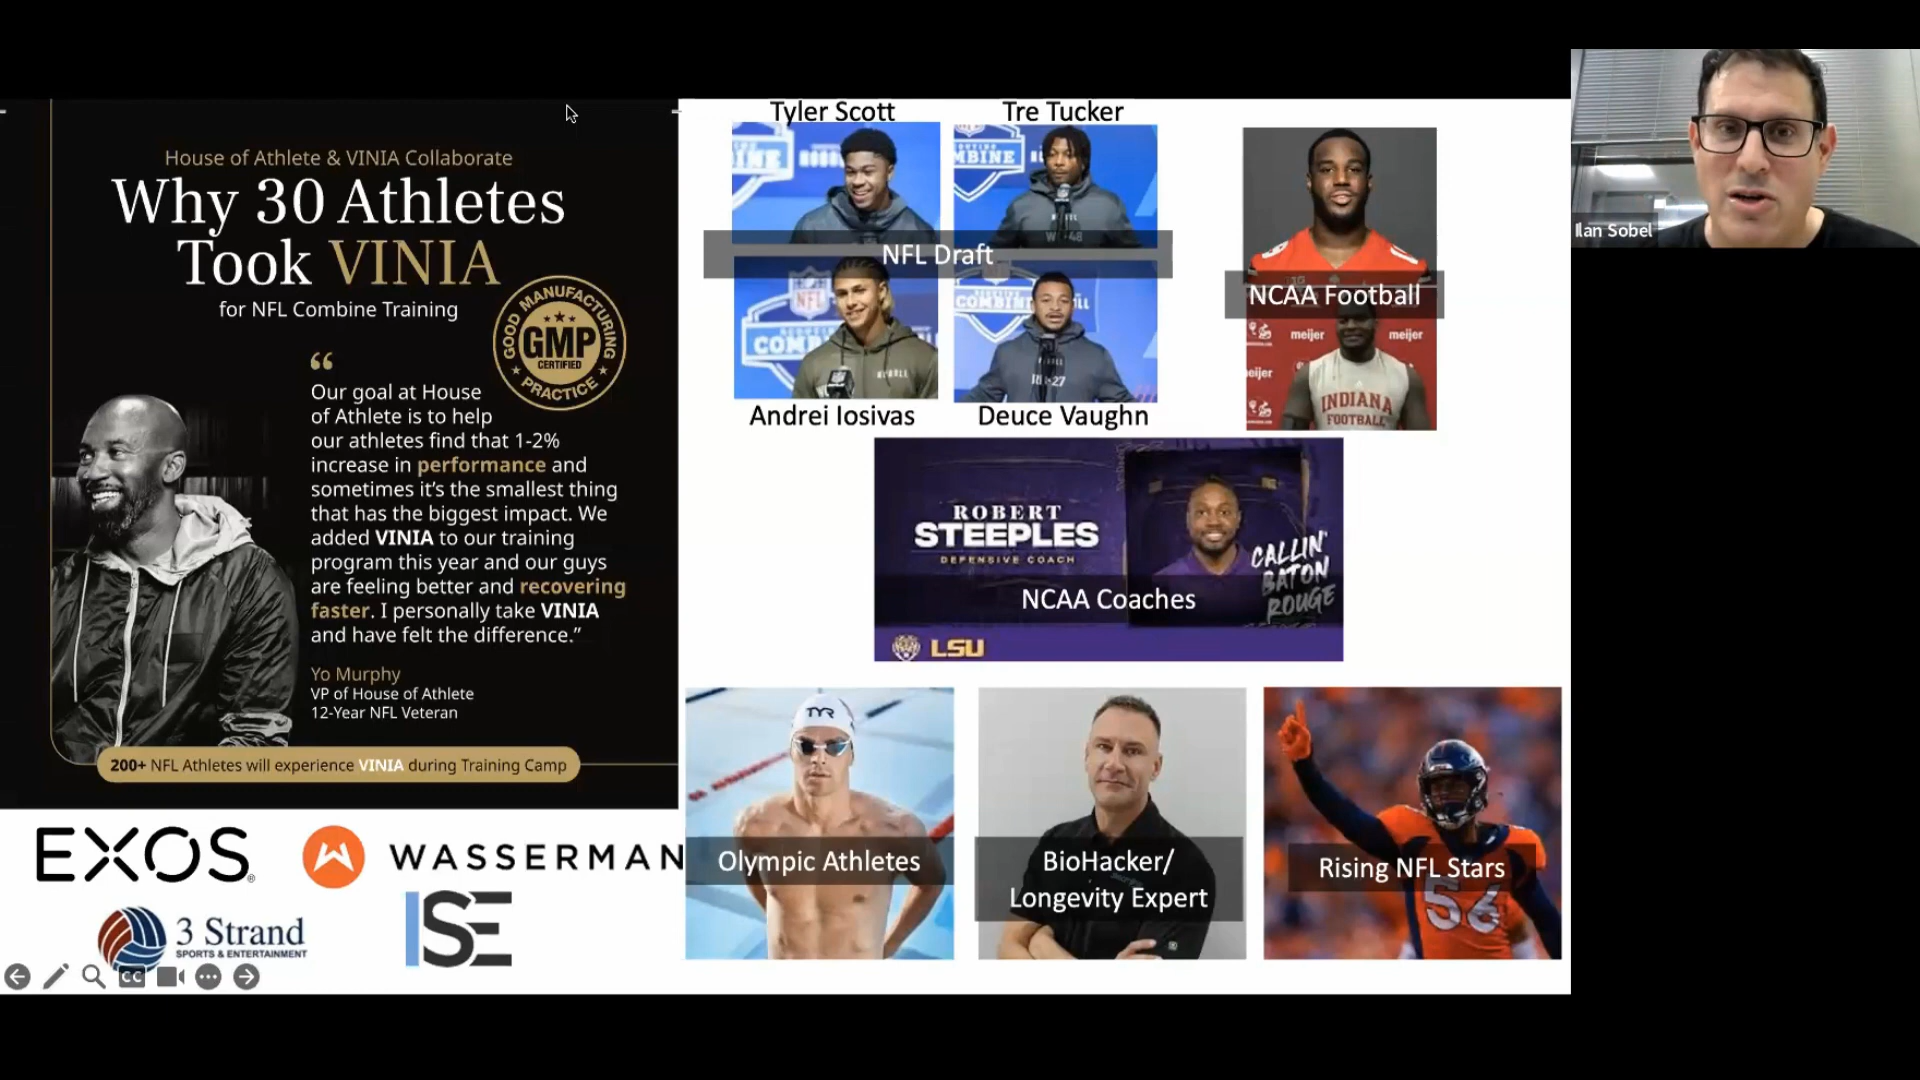 House of Athlete & VINIA Collaborate
Why 30 Athletes
Took VINIA
for NFL Combine Training
GOOD MANUFACTURING
GMP
CERTIFIED
PRACTICE
“
Our goal at House
of Athlete is to help
our athletes find that 1-2%
increase in performance and
sometimes it's the smallest thing
that has the biggest impact. We
added VINIA to our training
program this year and our guys
are feeling better and recovering
faster. I personally take VINIA
and have felt the difference.”
Yo Murphy
VP of House of Athlete
12-Year NFL Veteran
200+ NFL Athletes will experience VINIA during Training Camp
EXOS
WASSERMAN
3 Strand
SPORTS & ENTERTAINMENT
ISE
CC
Tyler Scott
Tre Tucker
NFL Draft
NFL
Andrei Iosivas
Deuce Vaughn
NCAA Football
meijer
meijer
INDIANA
FOOTBALL
ROBERT
STEEPLES
DEFENSIVE COACH
CALLIN'
BATON
ROUGE
NCAA Coaches
LSU
TYR
Olympic Athletes
BioHacker/
Longevity Expert
Rising NFL Stars
56
Ilan Sobel